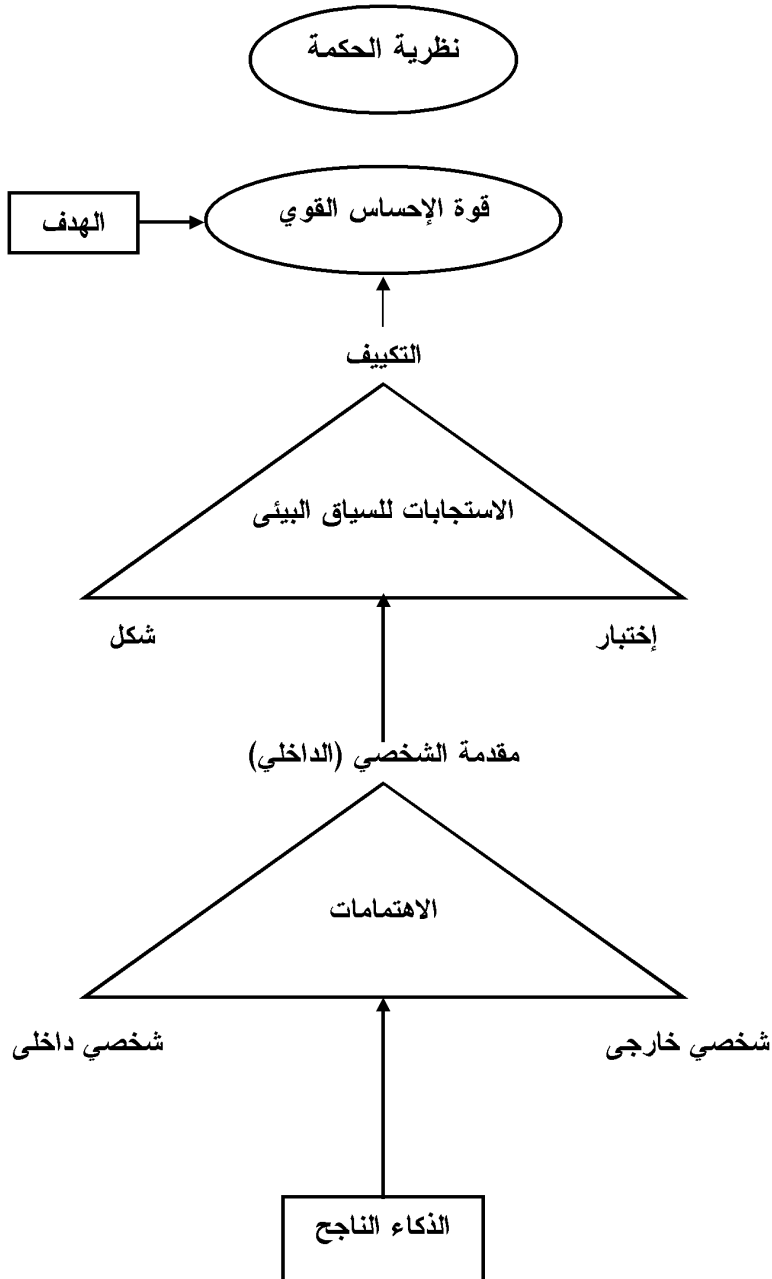 نظرية الحكمة
قوة الإحساس القوي
الهدف
التكييف
الاستجابات للسياق البيئى
إختبار
شكل
مقدمة الشخصي (الداخلي)
الاهتمامات
شخصي خارجى
شخصي داخلى
الذكاء الناجح